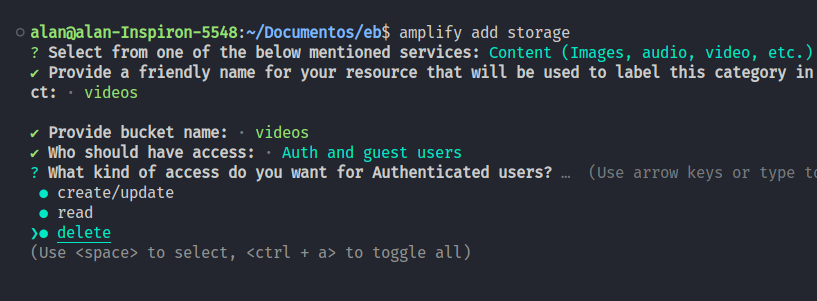 alan@alan-Inspiron-5548:~/Documentos/eb$ amplify add storage
? Select from one of the below mentioned services: Content (Images, audio, video, etc.)
✔ Provide a friendly name for your resource that will be used to label this category in
ct: · videos
✔ Provide bucket name: · videos
✔ Who should have access: · Auth and guest users
? What kind of access do you want for Authenticated users? … (Use arrow keys or type to
● create/update
● read
❯● delete
(Use <space> to select, <ctrl + a> to toggle all)